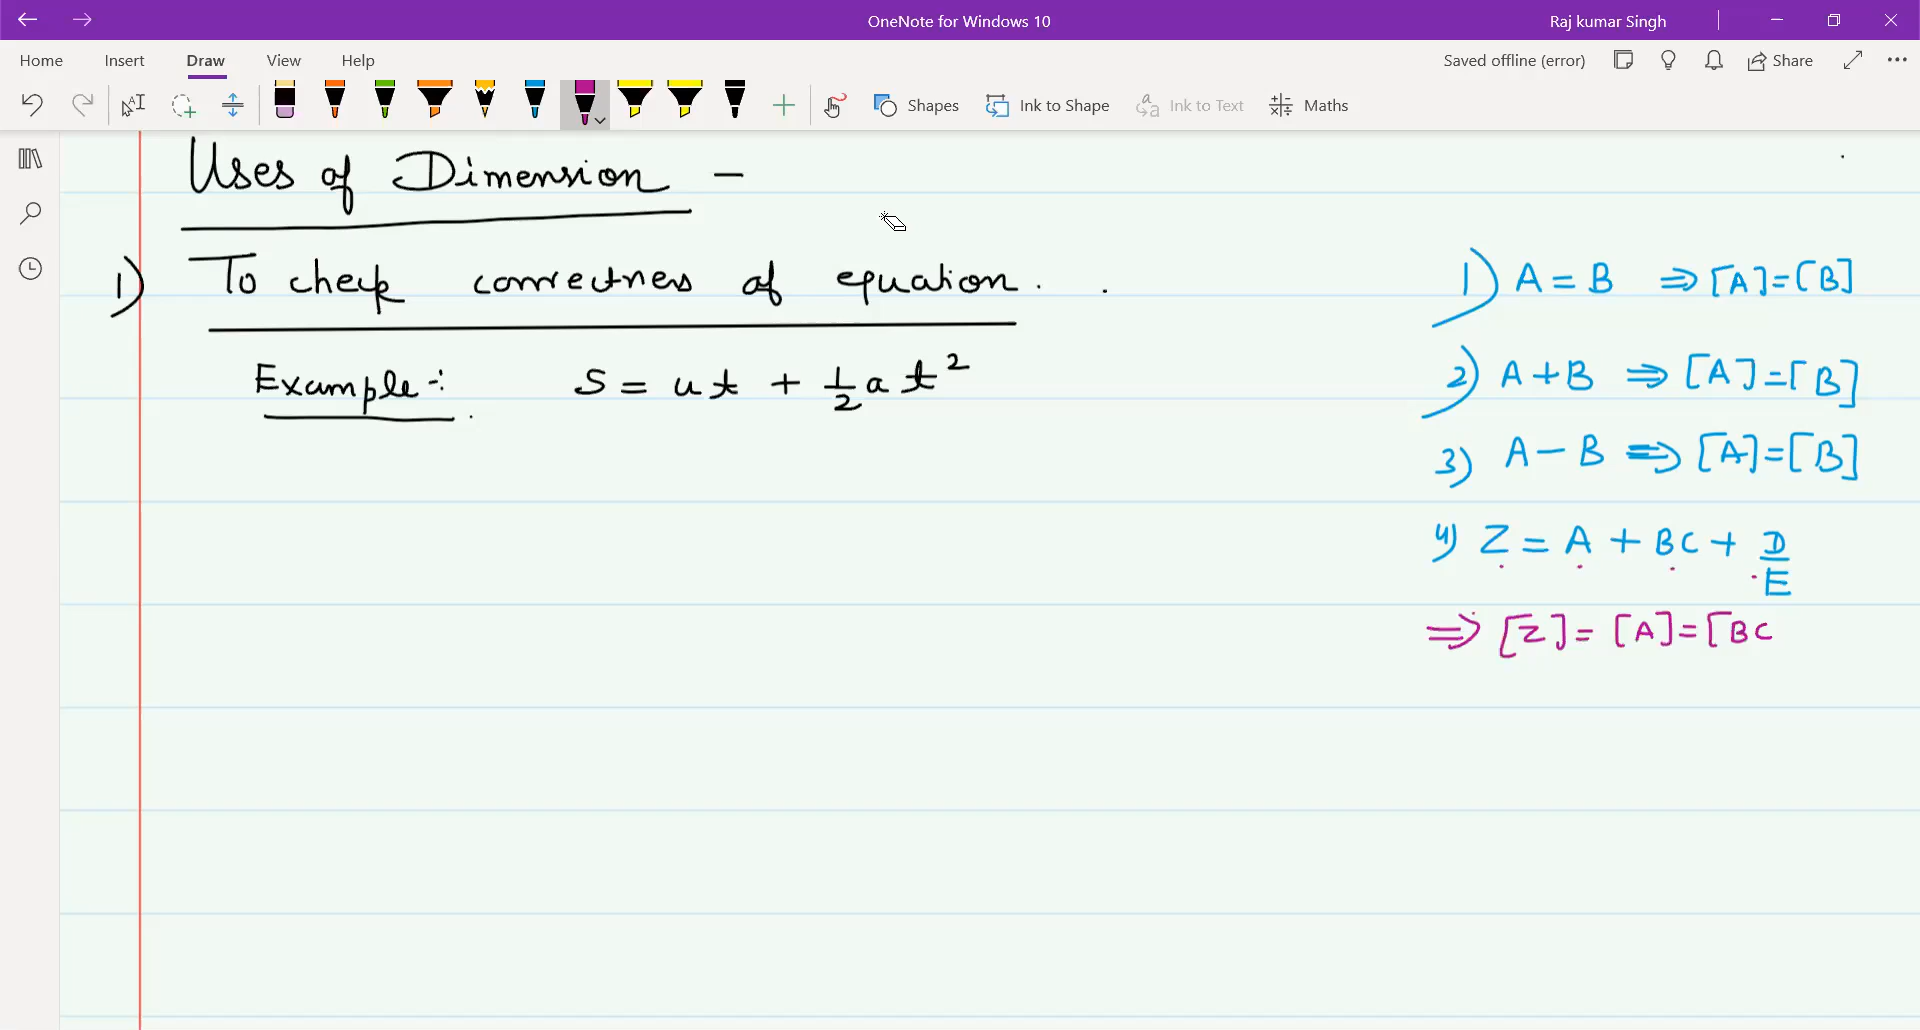 OneNote for Windows 10
Raj kumar Singh
Home Insert Draw View Help
Saved offline (error)
Share
Shapes Ink to Shape Ink to Text Maths
Uses of Dimension –
1) To check correctness of equation.
Example:- S = ut + 1/2 at²
1) A = B ⇒ [A]=[B]
2) A + B ⇒ [A]=[B]
3) A − B ⇒ [A]=[B]
4) Z = A + BC + D/E
⇒ [Z] = [A] = [BC